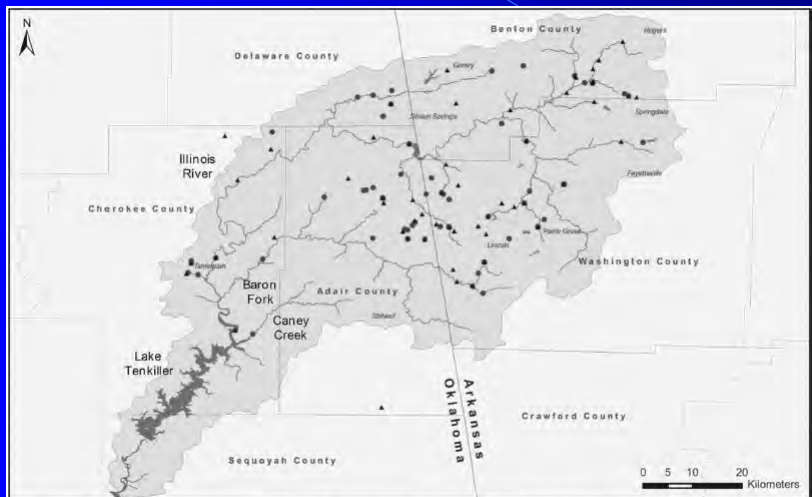 N
Benton County
Rogers
Delaware County
Gentry
Siloam Springs
Springdale
Illinois
River
Fayetteville
Cherokee County
Prairie Grove
Lincoln
Washington County
Tahlequah
Baron
Fork
Adair County
Caney
Creek
Stilwell
Lake
Tenkiller
Arkansas
Oklahoma
Crawford County
Sequoyah County
0 5 10 20
Kilometers